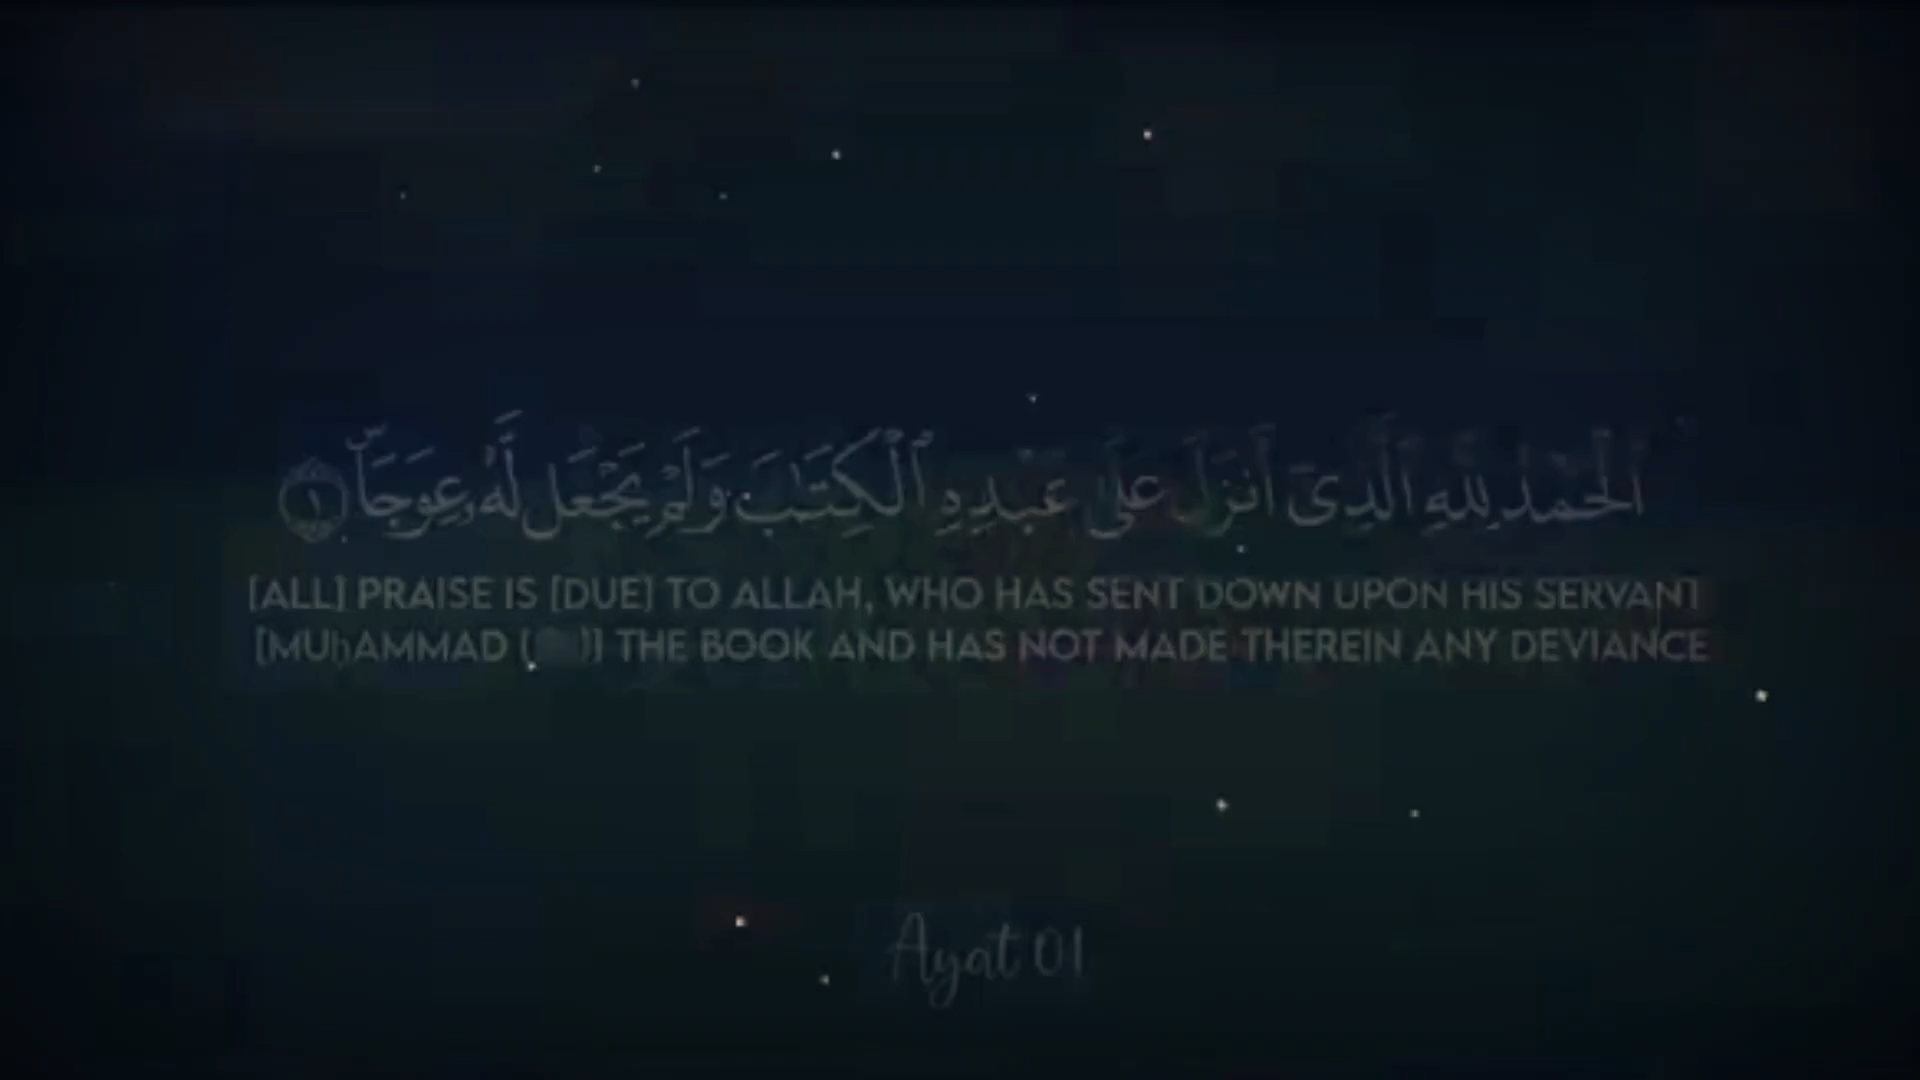 ٱلۡحَمۡدُ لِلَّهِ ٱلَّذِيٓ أَنزَلَ عَلَىٰ عَبۡدِهِ ٱلۡكِتَٰبَ وَلَمۡ يَجۡعَل لَّهُۥ عِوَجَاۜ ١
[ALL] PRAISE IS [DUE] TO ALLAH, WHO HAS SENT DOWN UPON HIS SERVANT
[MUḥAMMAD ( )] THE BOOK AND HAS NOT MADE THEREIN ANY DEVIANCE
Ayat 01